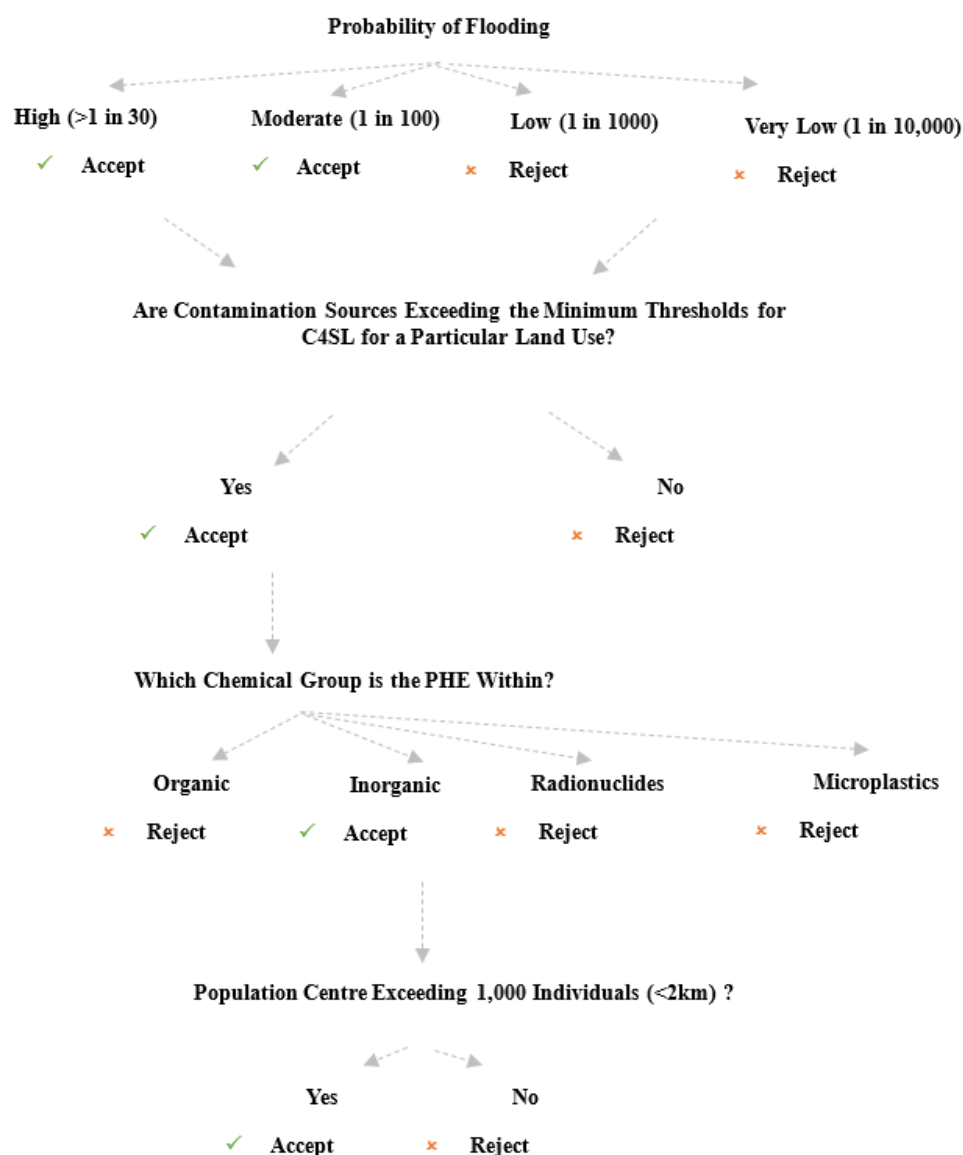 Probability of Flooding
High (>1 in 30)
Moderate (1 in 100)
Low (1 in 1000)
Very Low (1 in 10,000)
✓ Accept
✓ Accept
× Reject
× Reject
Are Contamination Sources Exceeding the Minimum Thresholds for
C4SL for a Particular Land Use?
Yes
No
✓ Accept
× Reject
Which Chemical Group is the PHE Within?
Organic
Inorganic
Radionuclides
Microplastics
× Reject
✓ Accept
× Reject
× Reject
Population Centre Exceeding 1,000 Individuals (<2km) ?
Yes
No
✓ Accept
× Reject